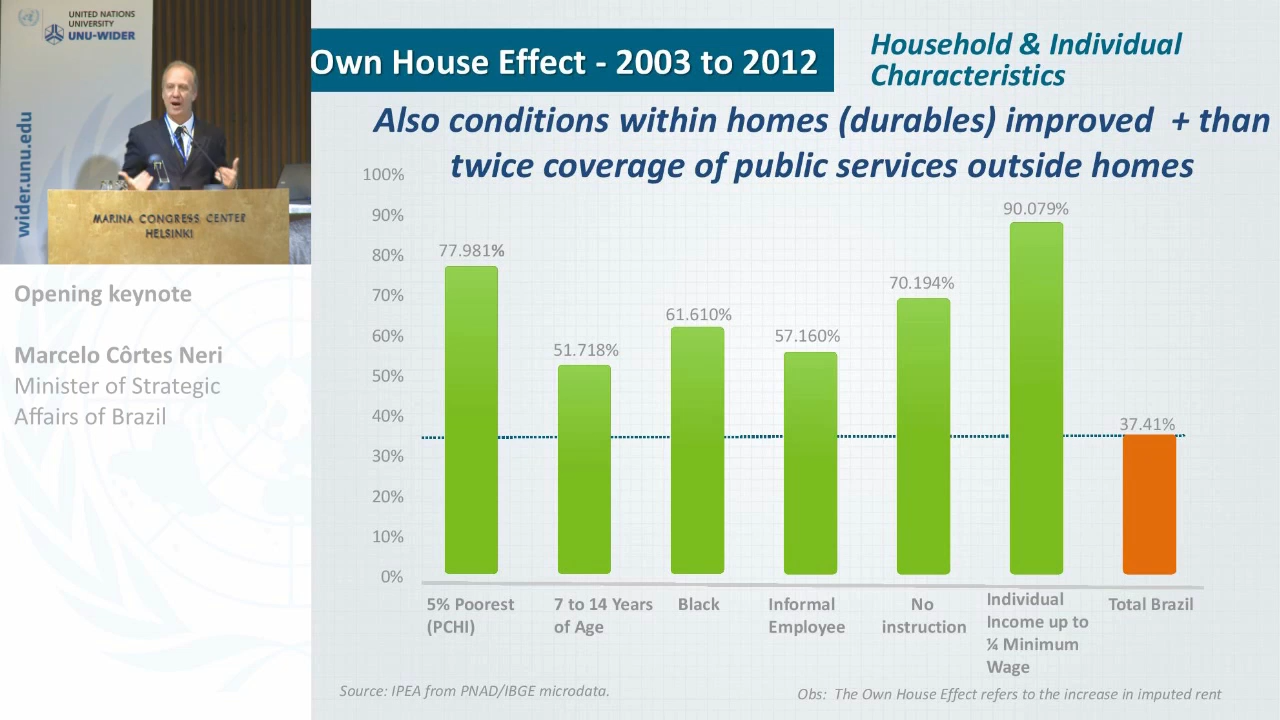 UNITED NATIONS
UNIVERSITY
UNU-WIDER
wider.unu.edu
MARINA CONGRESS CENTER
HELSINKI
Opening keynote
Marcelo Côrtes Neri
Minister of Strategic
Affairs of Brazil
Own House Effect - 2003 to 2012
Household & Individual
Characteristics
Also conditions within homes (durables) improved + than
twice coverage of public services outside homes
100%
90%
80%
70%
60%
50%
40%
30%
20%
10%
0%
77.981%
51.718%
61.610%
57.160%
70.194%
90.079%
37.41%
5% Poorest
(PCHI)
7 to 14 Years
of Age
Black
Informal
Employee
No
instruction
Individual
Income up to
¼ Minimum
Wage
Total Brazil
Source: IPEA from PNAD/IBGE microdata.
Obs: The Own House Effect refers to the increase in imputed rent